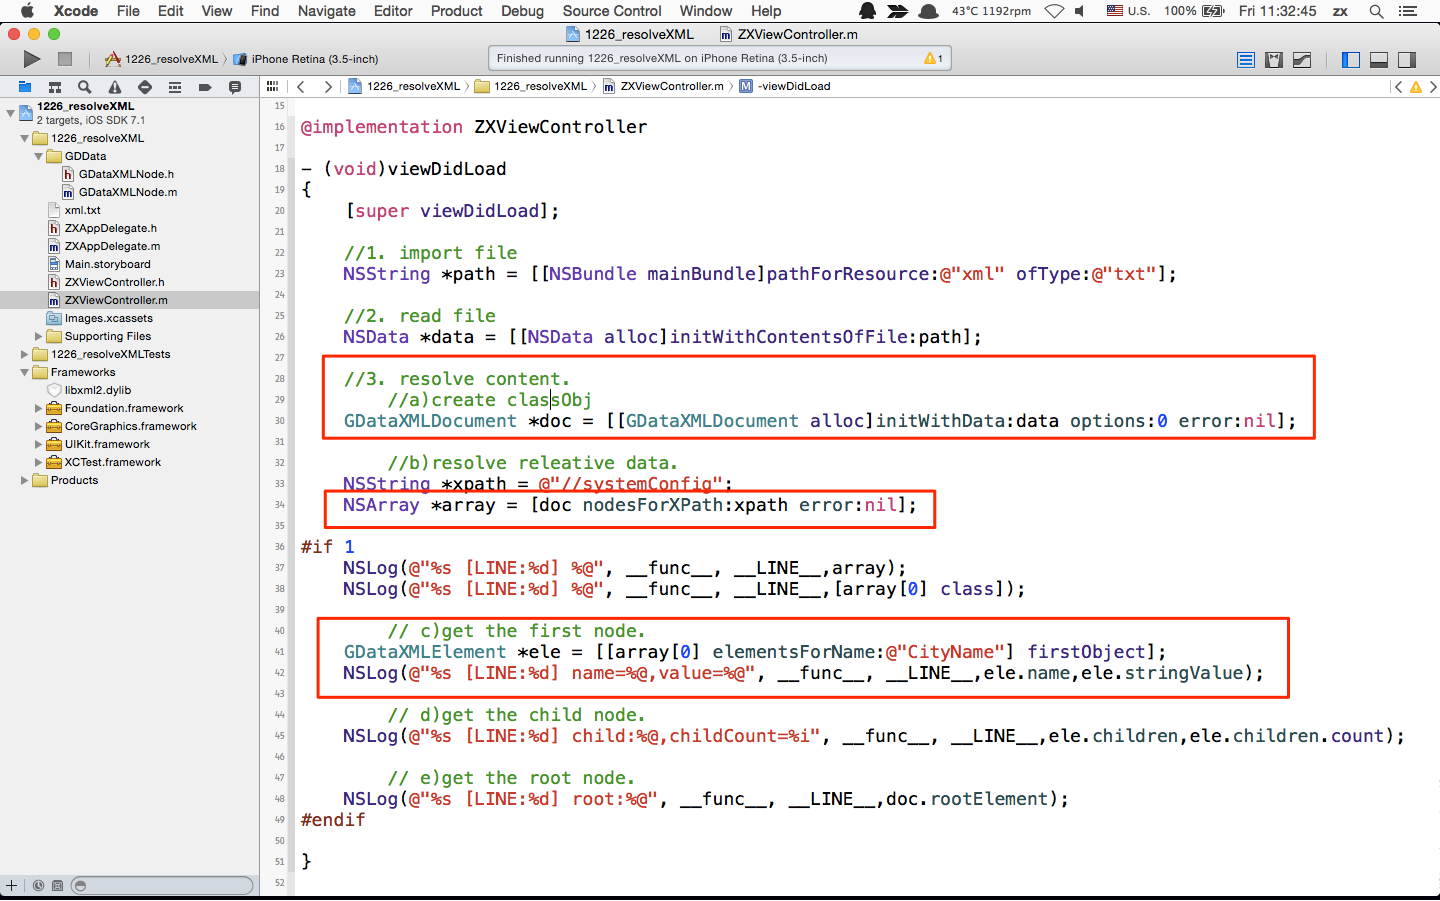 Xcode File Edit View Find Navigate Editor Product Debug Source Control Window Help 43°C 1192rpm U.S. 100% Fri 11:32:45 zx
1226_resolveXML ZXViewController.m
1226_resolveXML iPhone Retina (3.5-inch) Finished running 1226_resolveXML on iPhone Retina (3.5-inch) 1
1226_resolveXML 1226_resolveXML ZXViewController.m -viewDidLoad
1226_resolveXML
2 targets, iOS SDK 7.1
1226_resolveXML
GDData
GDataXMLNode.h
GDataXMLNode.m
xml.txt
ZXAppDelegate.h
ZXAppDelegate.m
Main.storyboard
ZXViewController.h
ZXViewController.m
Images.xcassets
Supporting Files
1226_resolveXMLTests
Frameworks
libxml2.dylib
Foundation.framework
CoreGraphics.framework
UIKit.framework
XCTest.framework
Products
15
16 @implementation ZXViewController
17
18 - (void)viewDidLoad
19 {
20 [super viewDidLoad];
21
22 //1. import file
23 NSString *path = [[NSBundle mainBundle]pathForResource:@"xml" ofType:@"txt"];
24
25 //2. read file
26 NSData *data = [[NSData alloc]initWithContentsOfFile:path];
27
28 //3. resolve content.
29 //a)create classObj
30 GDataXMLDocument *doc = [[GDataXMLDocument alloc]initWithData:data options:0 error:nil];
31
32 //b)resolve releative data.
33 NSString *xpath = @"//systemConfig";
34 NSArray *array = [doc nodesForXPath:xpath error:nil];
35
36 #if 1
37 NSLog(@"%s [LINE:%d] %@", __func__, __LINE__,array);
38 NSLog(@"%s [LINE:%d] %@", __func__, __LINE__,[array[0] class]);
39
40 // c)get the first node.
41 GDataXMLElement *ele = [[array[0] elementsForName:@"CityName"] firstObject];
42 NSLog(@"%s [LINE:%d] name=%@,value=%@", __func__, __LINE__,ele.name,ele.stringValue);
43
44 // d)get the child node.
45 NSLog(@"%s [LINE:%d] child:%@,childCount=%i", __func__, __LINE__,ele.children,ele.children.count);
46
47 // e)get the root node.
48 NSLog(@"%s [LINE:%d] root:%@", __func__, __LINE__,doc.rootElement);
49 #endif
50
51 }
52